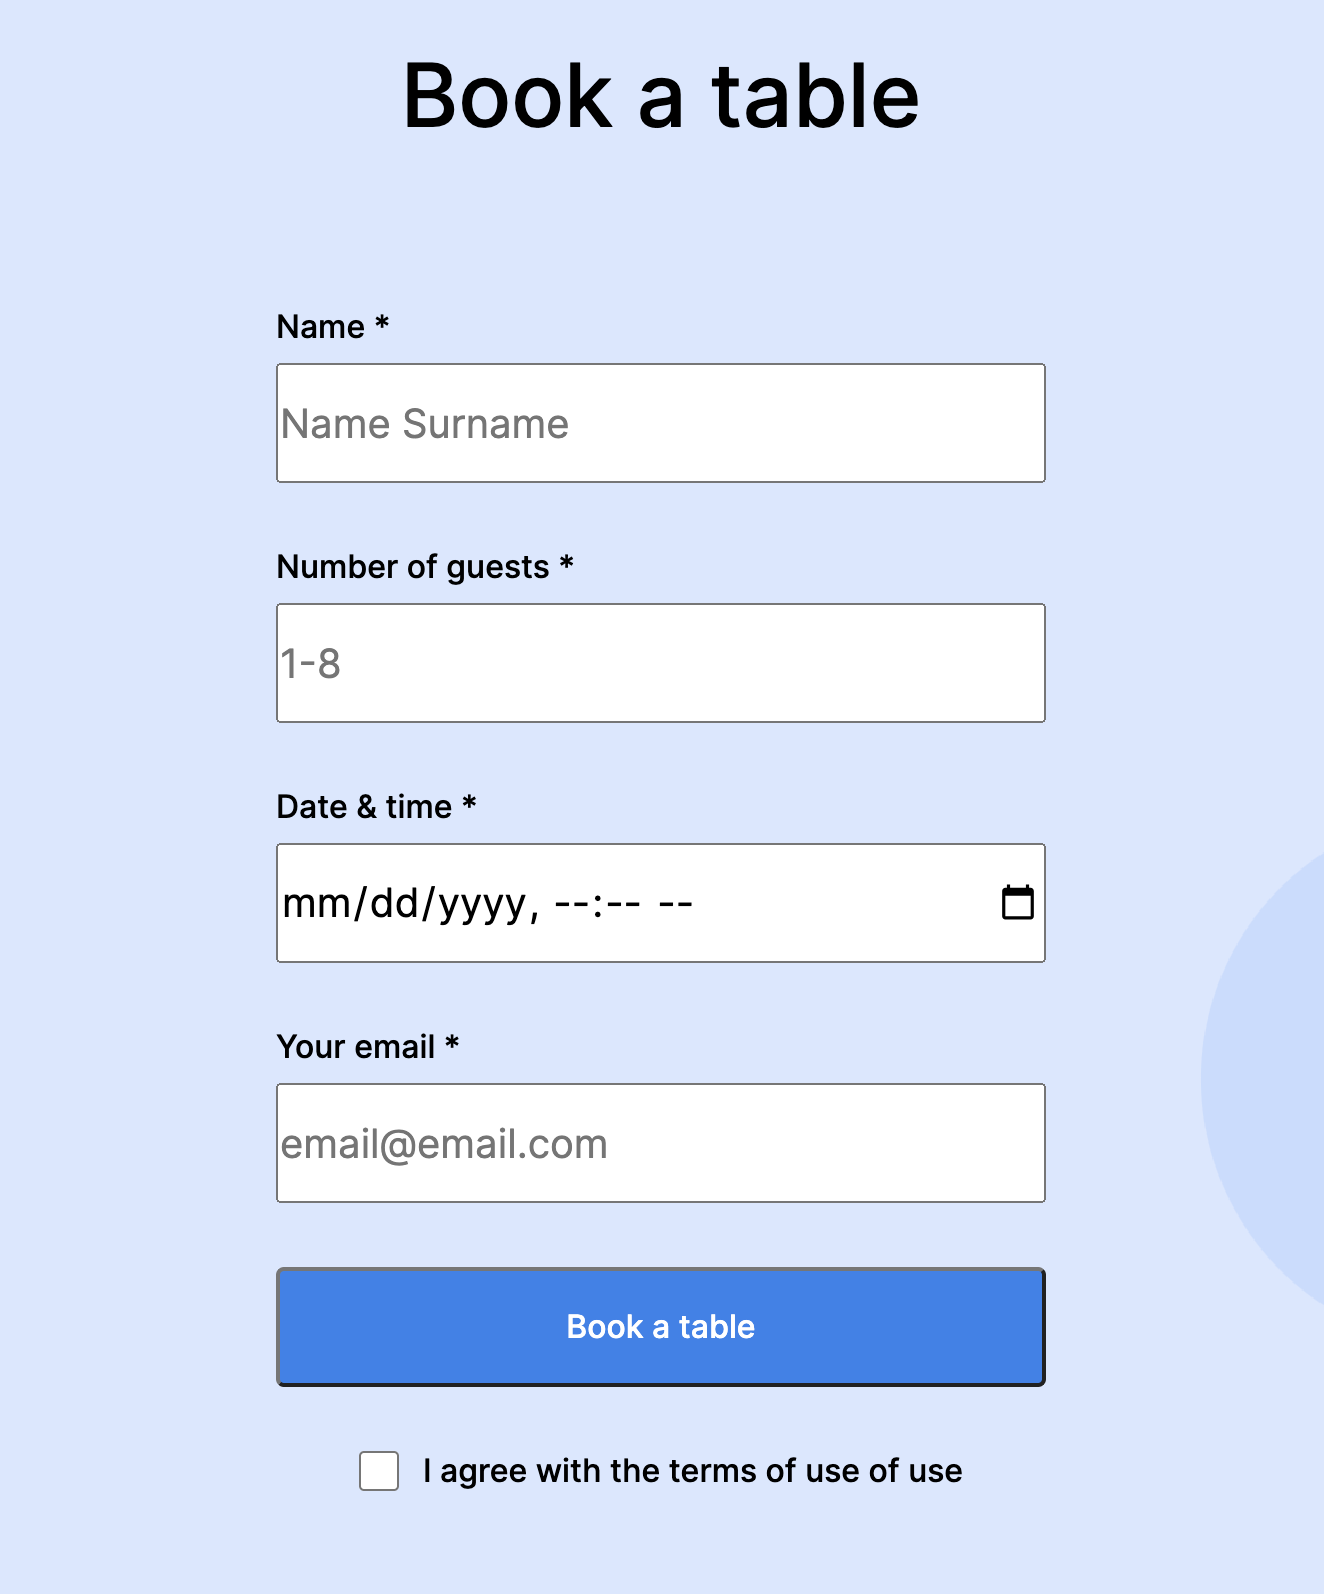 Book a table
Name *
Name Surname
Number of guests *
1-8
Date & time *
mm/dd/yyyy, --:-- --
Your email *
email@email.com
Book a table
I agree with the terms of use of use